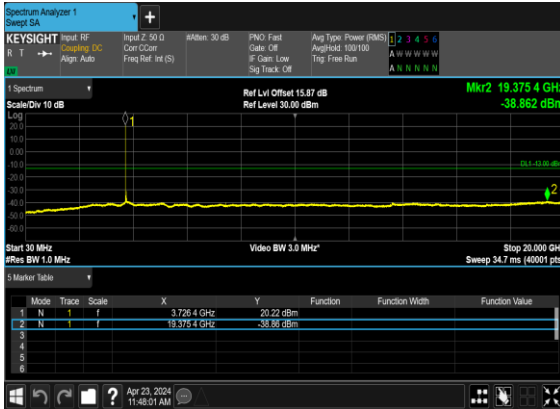 Spectrum Analyzer 1
Swept SA
+
KEYSIGHT Input: RF Input Z: 50 Ω #Atten: 30 dB PNO: Fast Avg Type: Power (RMS) 1 2 3 4 5 6
R T Coupling: DC Corr CCorr Gate: Off Avg|Hold: 100/100 A W W W W W
Align: Auto Freq Ref: Int (S) IF Gain: Low Trig: Free Run
Sig Track: Off A N N N N N
1 Spectrum
Ref Lvl Offset 15.87 dB Mkr2 19.375 4 GHz
Scale/Div 10 dB Ref Level 30.00 dBm -38.862 dBm
Log
20.0
10.0
0.00
-10.0
-20.0
-30.0
-40.0
-50.0
-60.0
1
DL1 -13.00 dBm
2
Start 30 MHz Video BW 3.0 MHz* Stop 20.000 GHz
#Res BW 1.0 MHz Sweep 34.7 ms (40001 pts)
5 Marker Table
Mode Trace Scale X Y Function Function Width Function Value
1 N 1 f 3.726 4 GHz 20.22 dBm
2 N 1 f 19.375 4 GHz -38.86 dBm
3
4
5
6
? Apr 23, 2024
11:48:01 AM